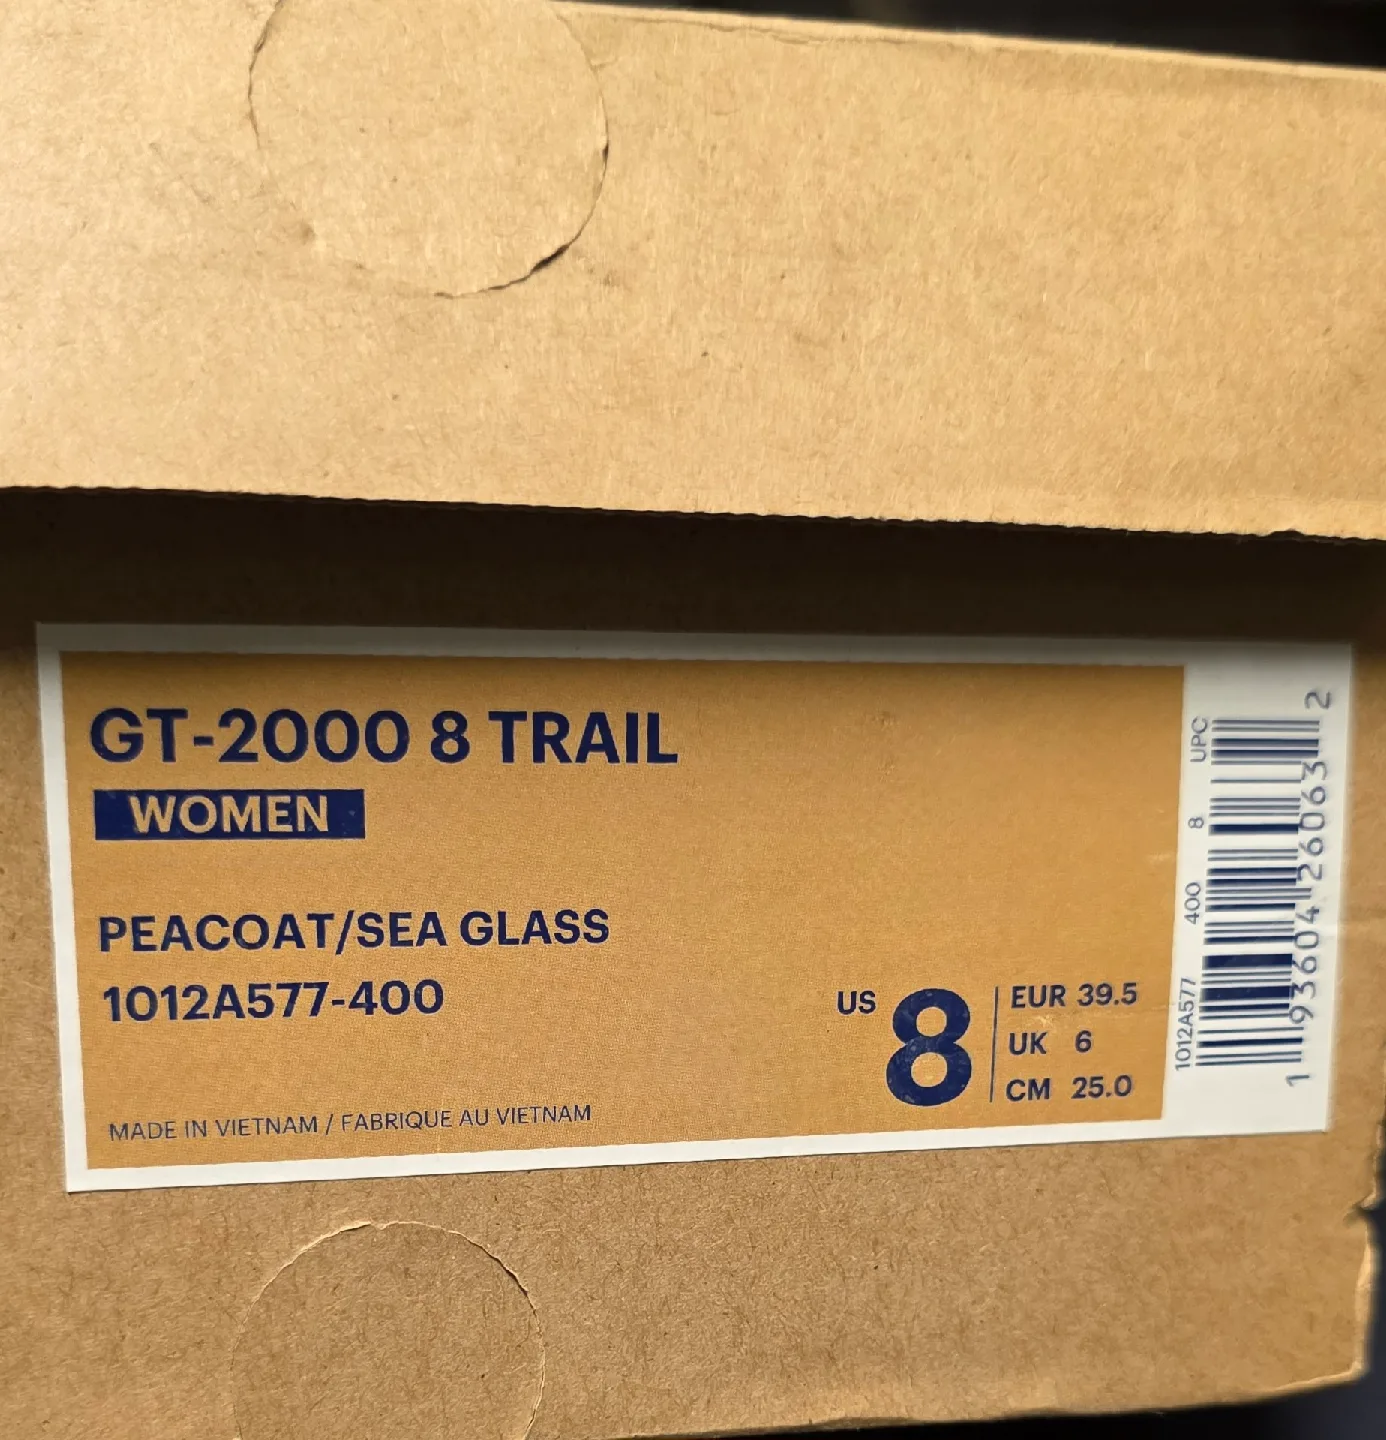 GT-2000 8 TRAIL
WOMEN
PEACOAT/SEA GLASS
1012A577-400
MADE IN VIETNAM / FABRIQUE AU VIETNAM
US 8
EUR 39.5
UK 6
CM 25.0
1012A577 400 8 UPC
1 93604 26063 2